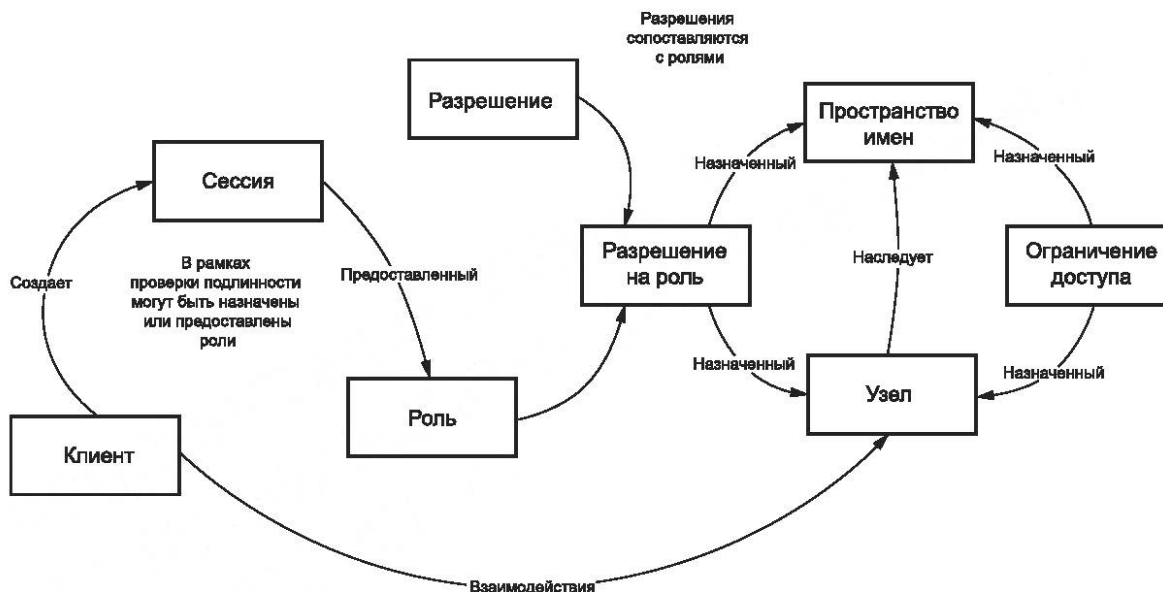 Разрешения
сопоставляются
с ролями
Разрешение
Пространство
имен
Назначенный
Назначенный
Сессия
Разрешение
на роль
Ограничение
доступа
Наследует
Предоставленный
Создает
В рамках
проверки подлинности
могут быть назначены
или предоставлены
роли
Назначенный
Назначенный
Узел
Роль
Клиент
Взаимодействия